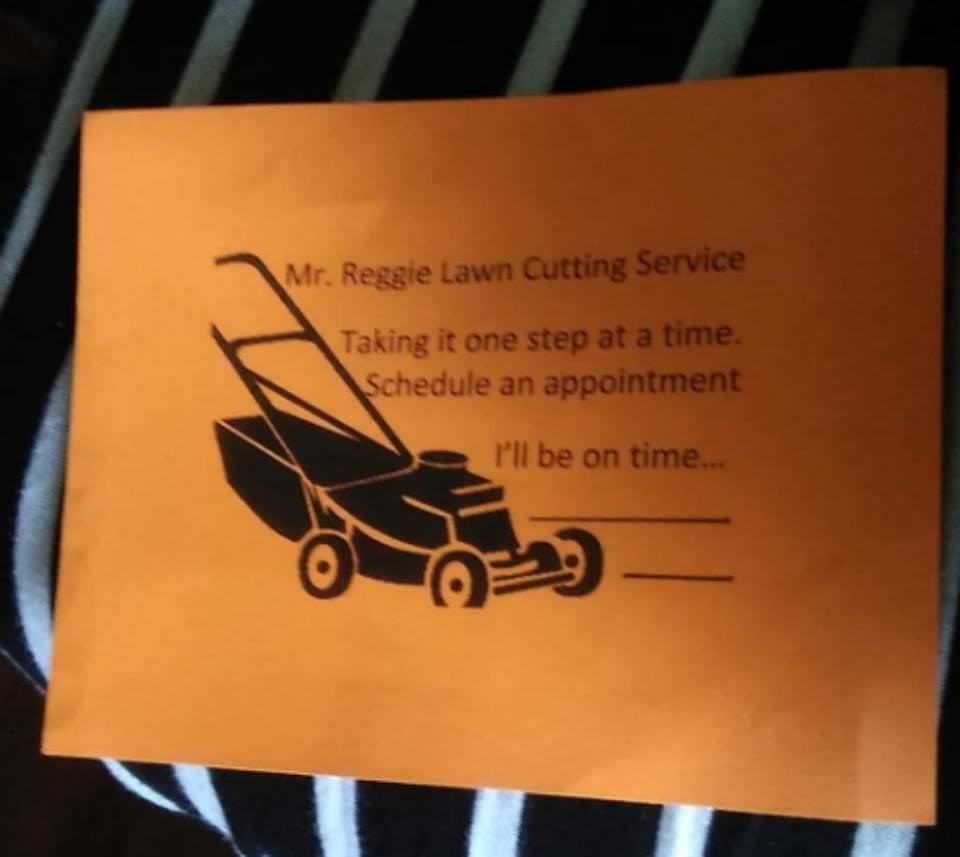 Mr. Reggie Lawn Cutting Service
Taking it one step at a time.
Schedule an appointment
I'll be on time...